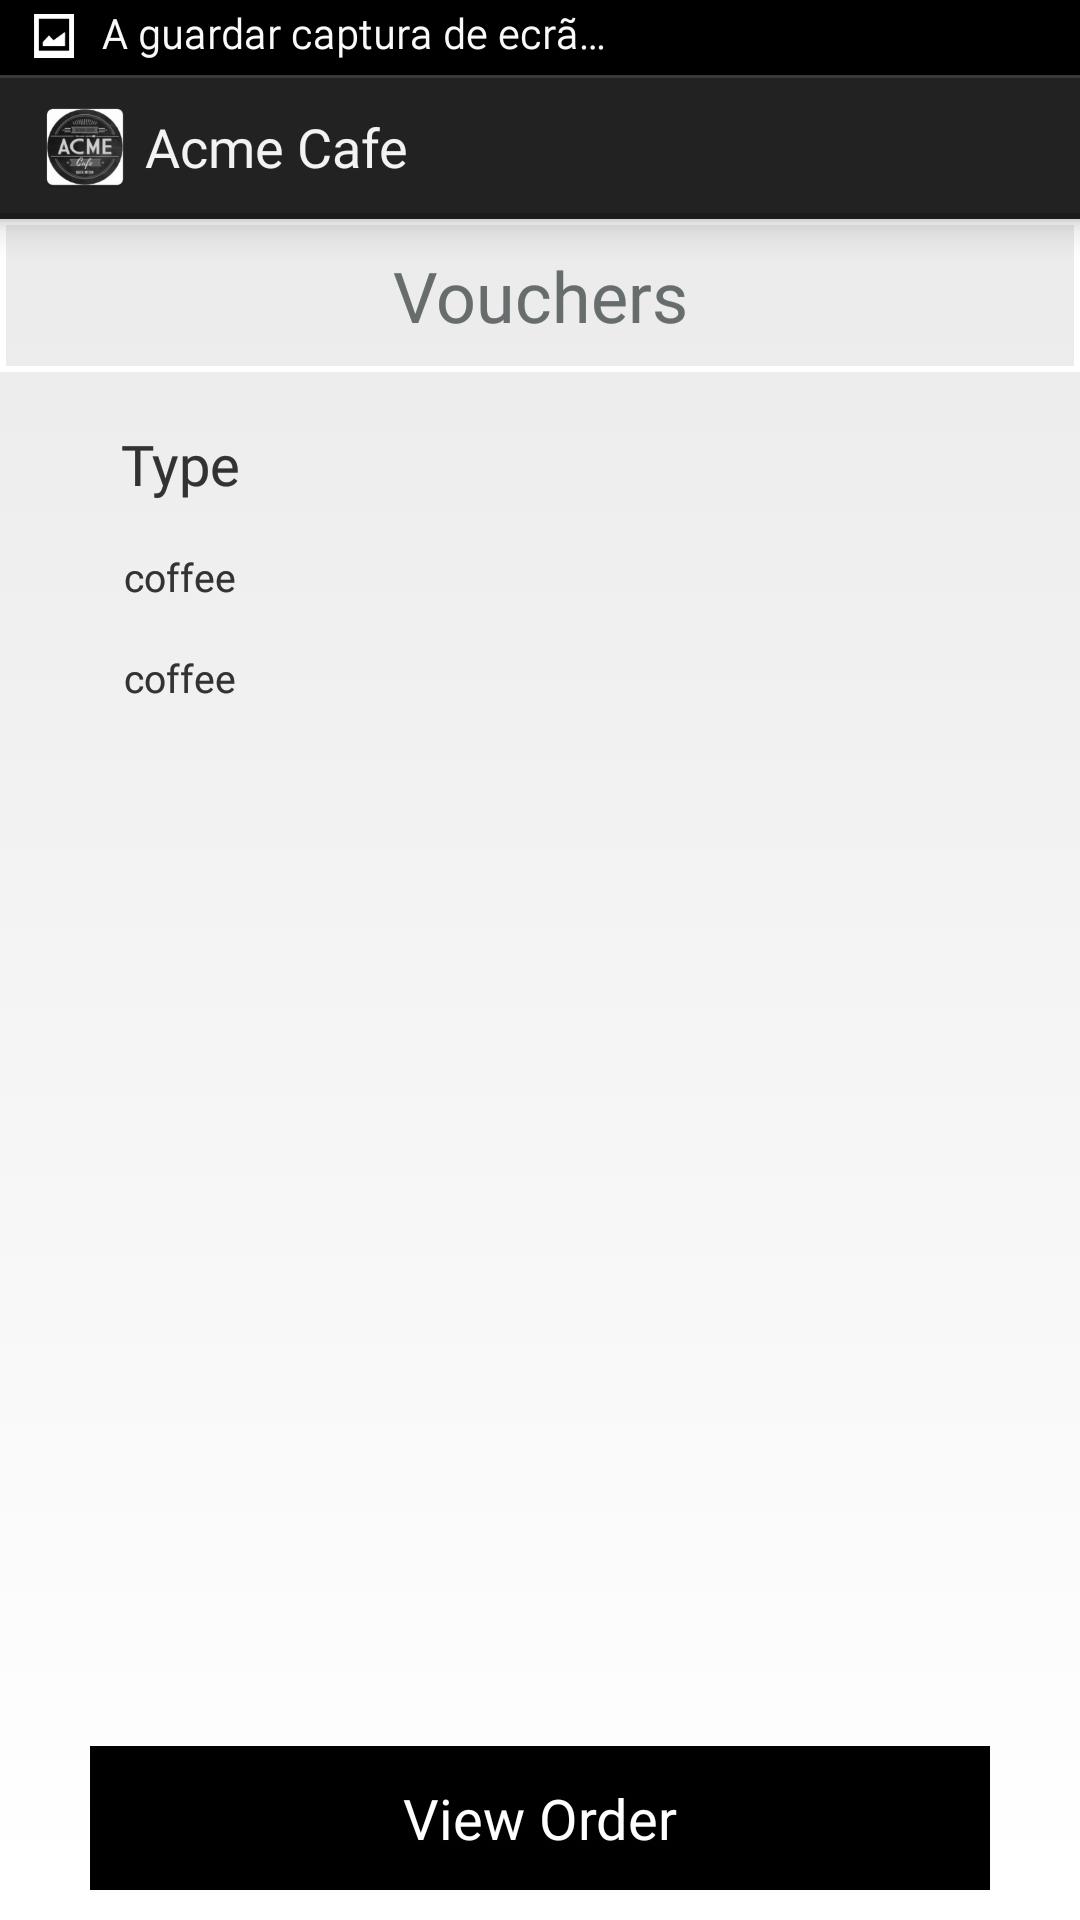 A guardar captura de ecrã...
ACME
Cafe
Acme Cafe
Vouchers
Type
coffee
coffee
View Order